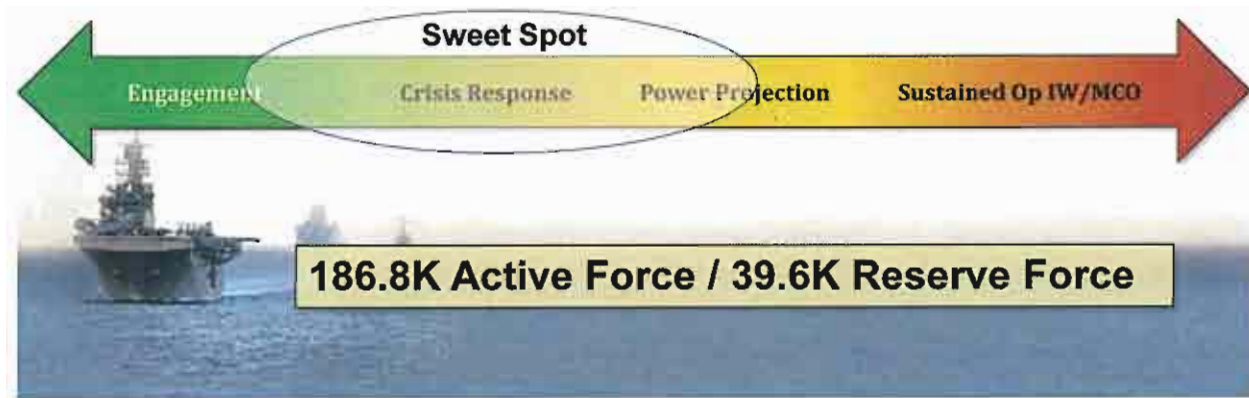 Sweet Spot
Engagement Crisis Response Power Projection Sustained Op IW/MCO
186.8K Active Force / 39.6K Reserve Force